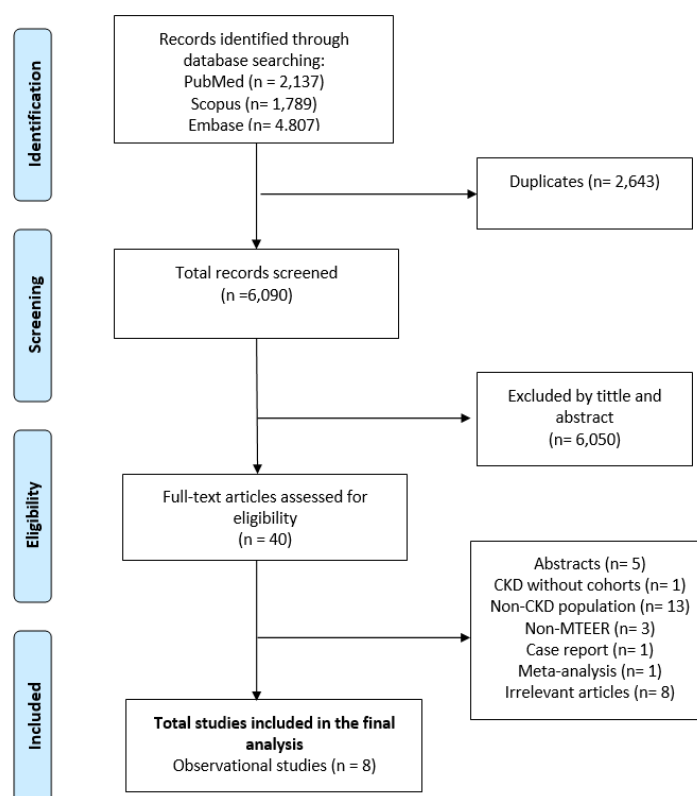 Identification
Records identified through
database searching:
PubMed (n = 2,137)
Scopus (n= 1,789)
Embase (n= 4.807)
Duplicates (n= 2,643)
Screening
Total records screened
(n =6,090)
Excluded by tittle and
abstract
(n= 6,050)
Eligibility
Full-text articles assessed for
eligibility
(n = 40)
Abstracts (n= 5)
CKD without cohorts (n= 1)
Non-CKD population (n= 13)
Non-MTEER (n= 3)
Case report (n= 1)
Meta-analysis (n= 1)
Irrelevant articles (n= 8)
Included
Total studies included in the final
analysis
Observational studies (n = 8)